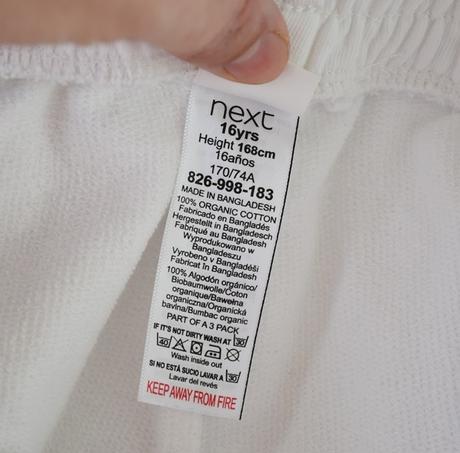 next
16yrs
Height 168cm
16años
170/74A
826-998-183
MADE IN BANGLADESH
100% ORGANIC COTTON
Fabricado en Bangladés
Hergestellt in Bangladesch
Fabriqué au Bangladesh
Wyprodukowano w
Bangladeszu
Vyrobeno v Bangladéši
Fabricat în Bangladesh
100% Algodón orgánico/
Biobaumwolle/Coton
organique/Bawełna
organiczna/Organická
bavlna/Bumbac organic
PART OF A 3 PACK
IF IT'S NOT DIRTY WASH AT 30
40
Wash inside out
SI NO ESTÁ SUCIO LAVAR A 30
Lavar del revés
KEEP AWAY FROM FIRE